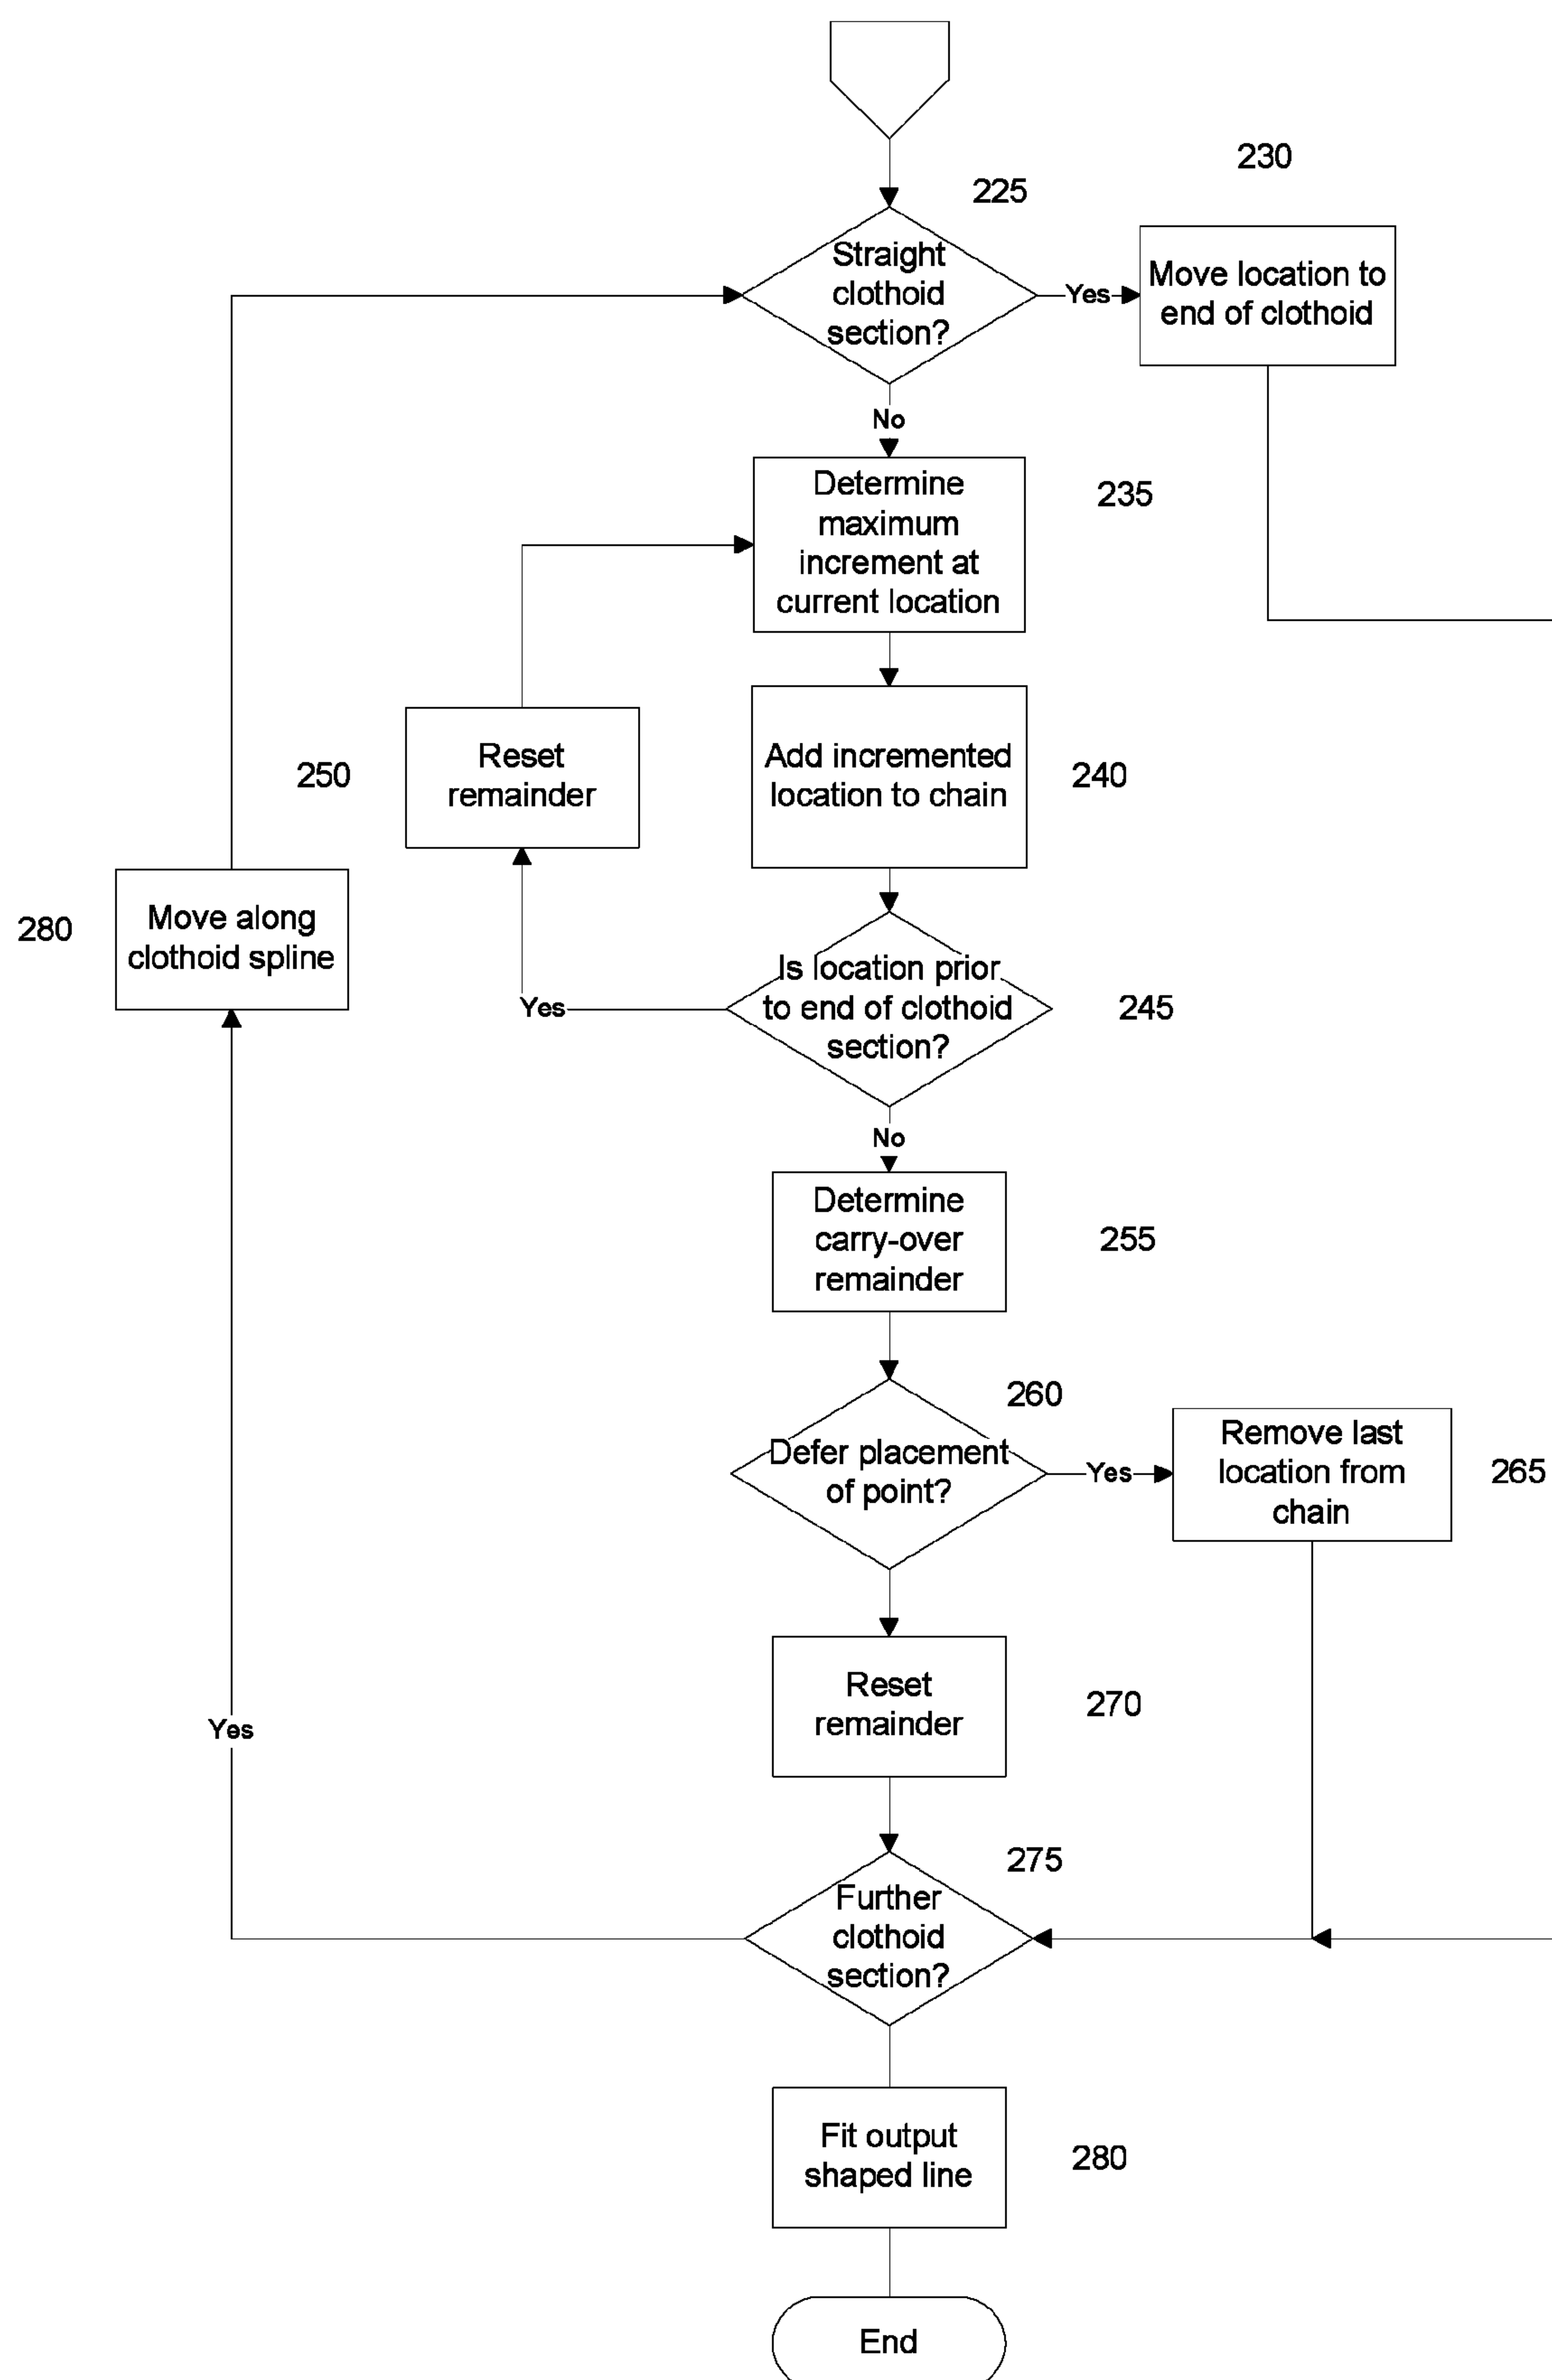 230
225
Straight
clothoid
section?
Yes
Move location to
end of clothoid
No
Determine
maximum
increment at
current location
235
250
Reset
remainder
Add incremented
location to chain
240
280
Move along
clothoid spline
Is location prior
to end of clothoid
section?
245
Yes
No
Determine
carry-over
remainder
255
260
Defer placement
of point?
Yes
Remove last
location from
chain
265
Reset
remainder
270
Yes
275
Further
clothoid
section?
Fit output
shaped line
280
End